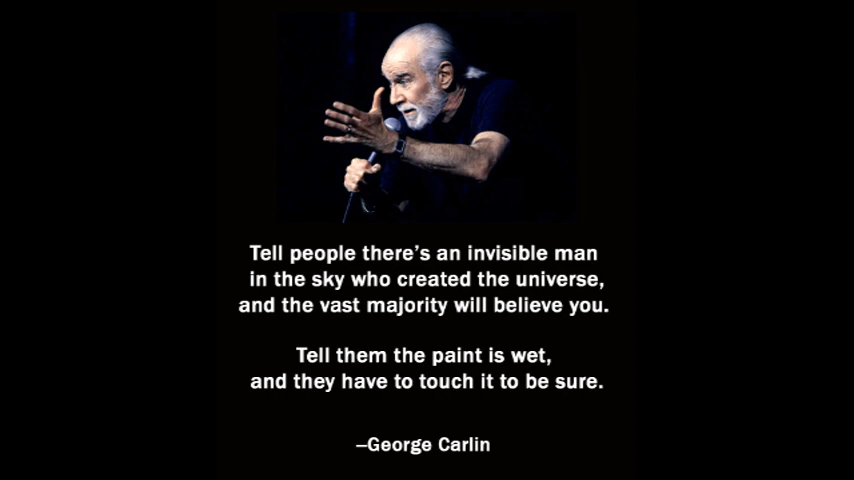 Tell people there's an invisible man
in the sky who created the universe,
and the vast majority will believe you.
Tell them the paint is wet,
and they have to touch it to be sure.
–George Carlin